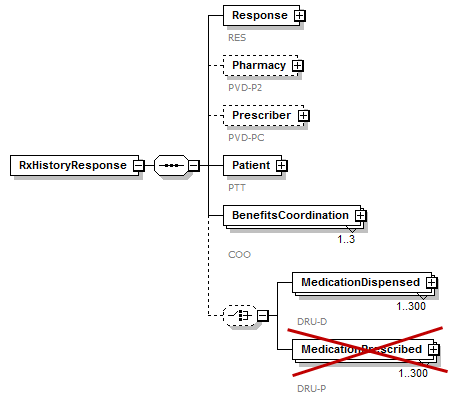 Response
RES
Pharmacy
PVD-P2
Prescriber
PVD-PC
RxHistoryResponse
Patient
PTT
BenefitsCoordination
1..3
COO
MedicationDispensed
1..300
DRU-D
MedicationPrescribed
1..300
DRU-P